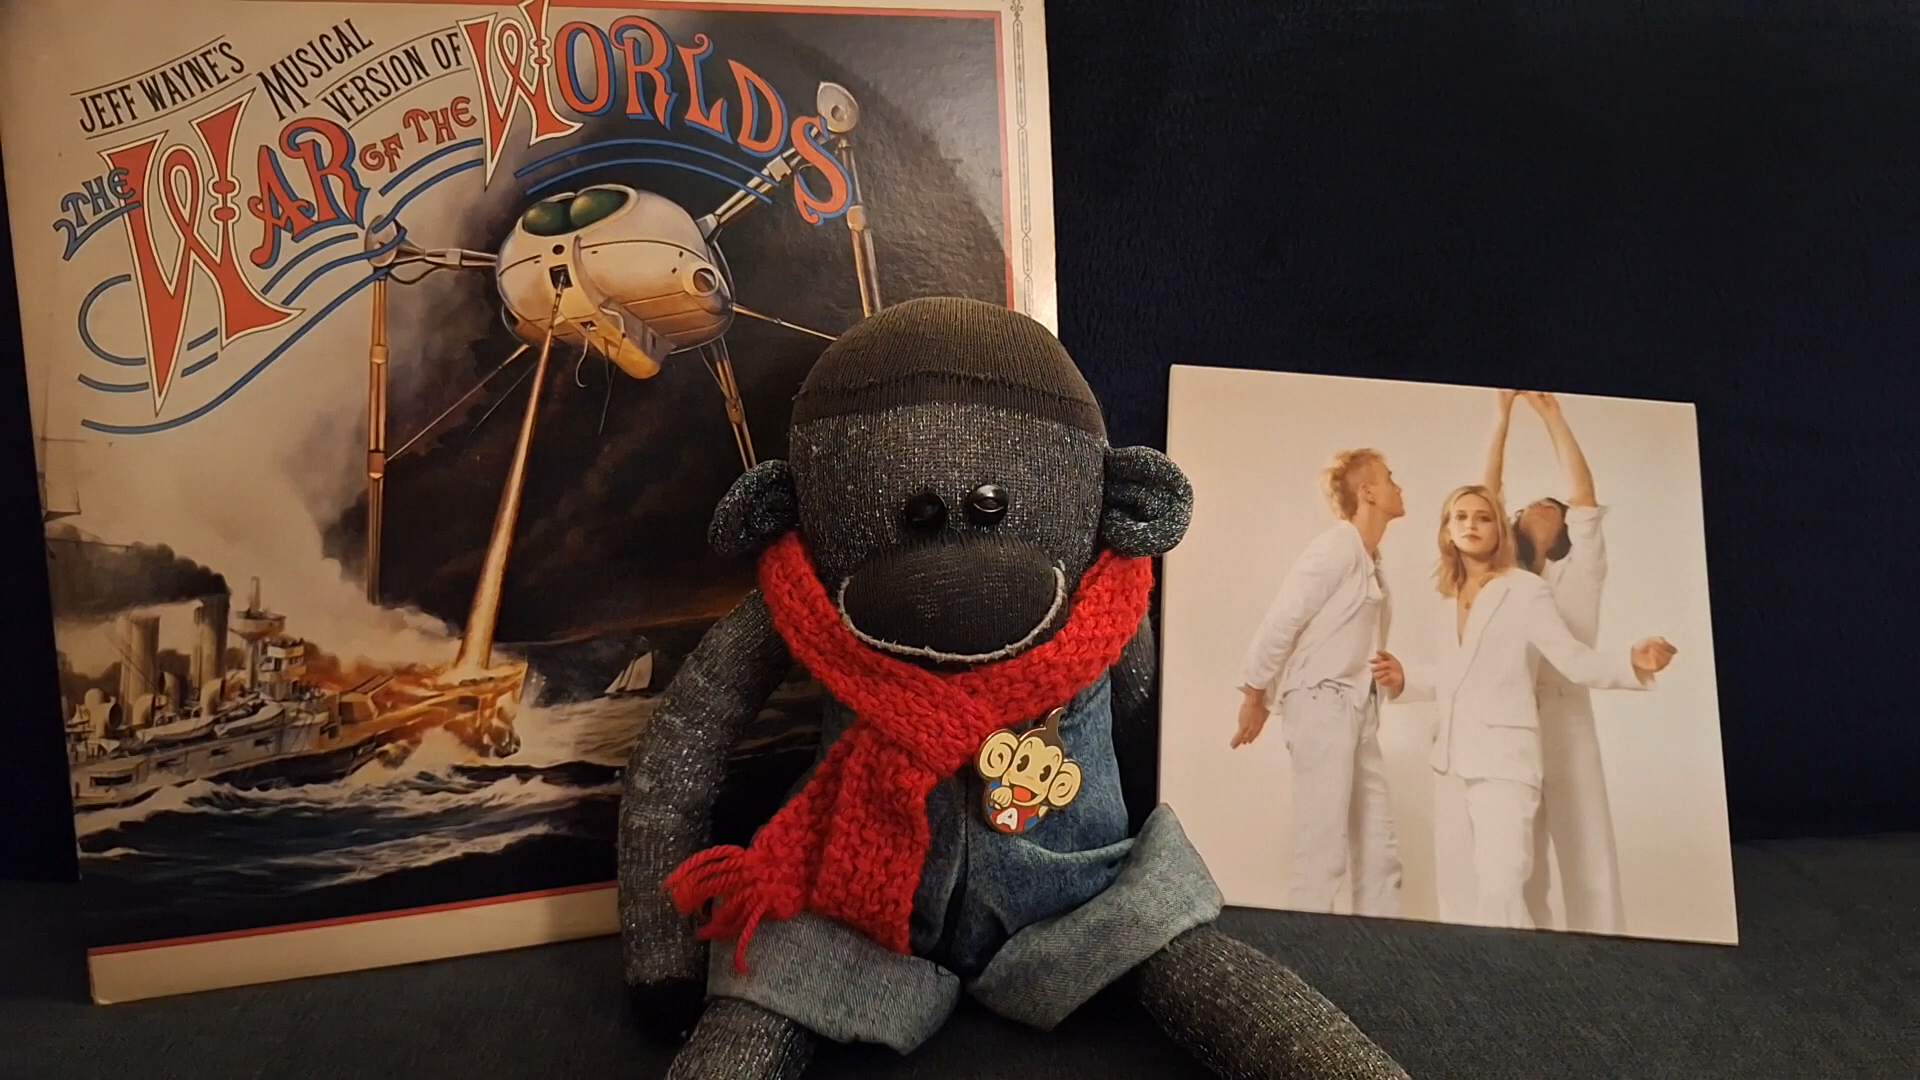 JEFF WAYNE'S
MUSICAL
VERSION OF
THE WAR OF THE WORLDS
A